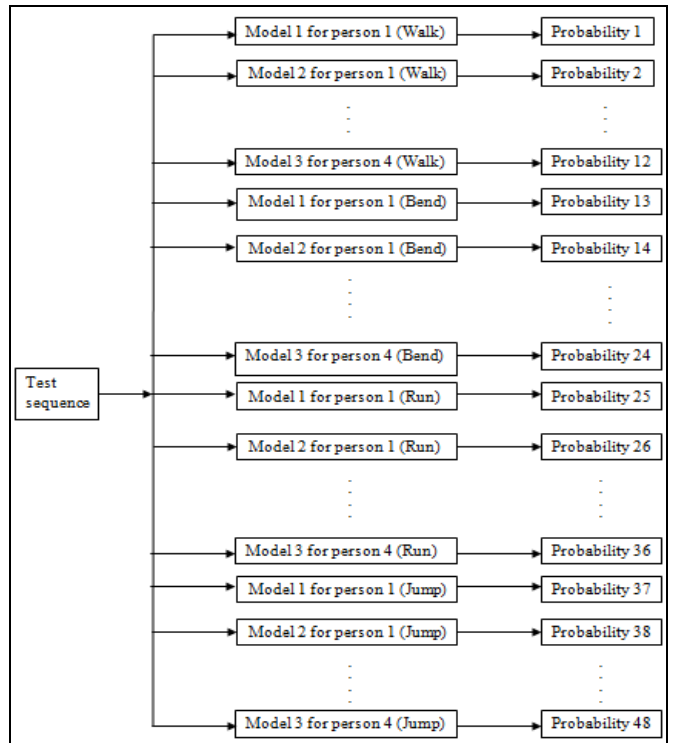 Model 1 for person 1 (Walk) Probability 1
Model 2 for person 1 (Walk) Probability 2
Model 3 for person 4 (Walk) Probability 12
Model 1 for person 1 (Bend) Probability 13
Model 2 for person 1 (Bend) Probability 14
Model 3 for person 4 (Bend) Probability 24
Test
sequence
Model 1 for person 1 (Run) Probability 25
Model 2 for person 1 (Run) Probability 26
Model 3 for person 4 (Run) Probability 36
Model 1 for person 1 (Jump) Probability 37
Model 2 for person 1 (Jump) Probability 38
Model 3 for person 4 (Jump) Probability 48